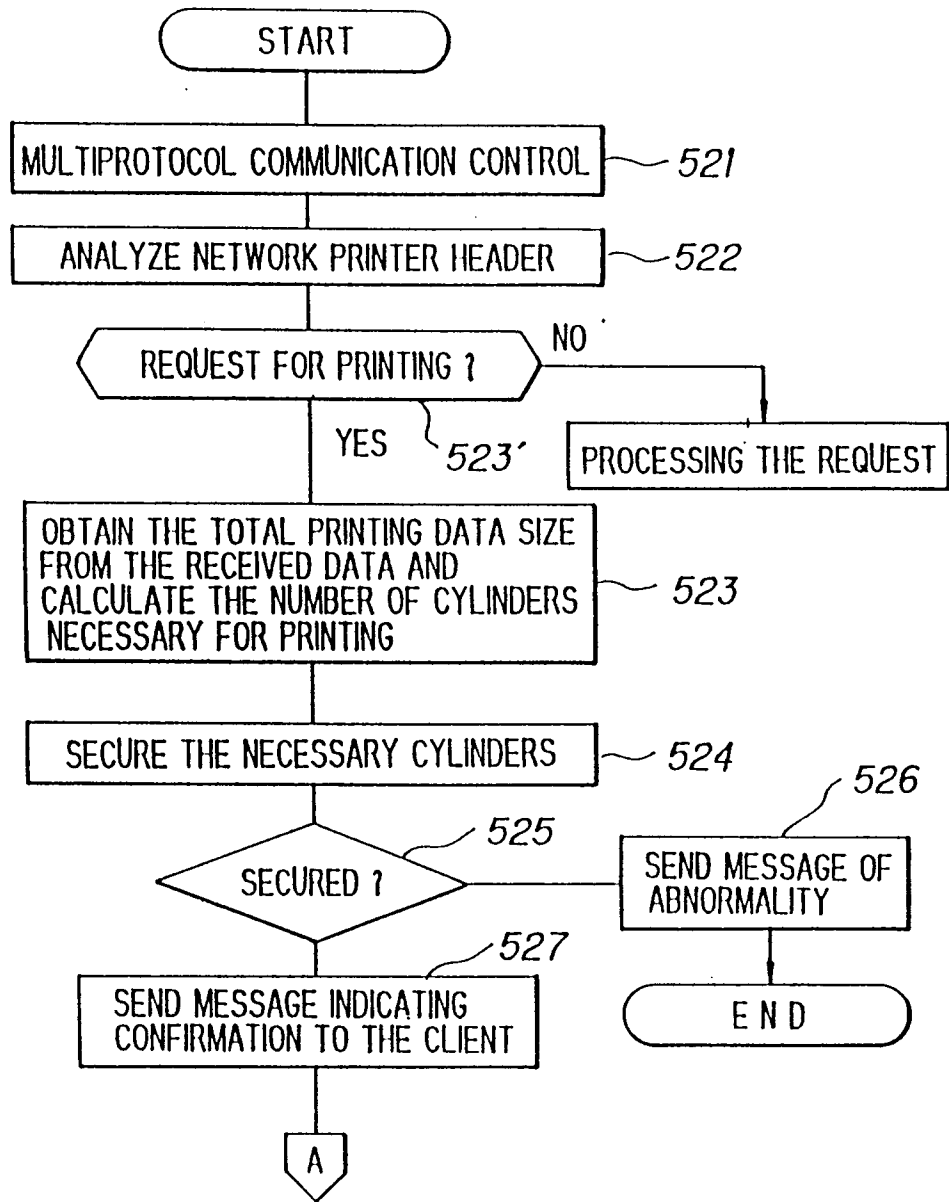 START
MULTIPROTOCOL COMMUNICATION CONTROL
521
ANALYZE NETWORK PRINTER HEADER
522
REQUEST FOR PRINTING ?
NO
YES
523'
PROCESSING THE REQUEST
OBTAIN THE TOTAL PRINTING DATA SIZE
FROM THE RECEIVED DATA AND
CALCULATE THE NUMBER OF CYLINDERS
NECESSARY FOR PRINTING
523
SECURE THE NECESSARY CYLINDERS
524
SECURED ?
525
526
SEND MESSAGE OF
ABNORMALITY
END
527
SEND MESSAGE INDICATING
CONFIRMATION TO THE CLIENT
A